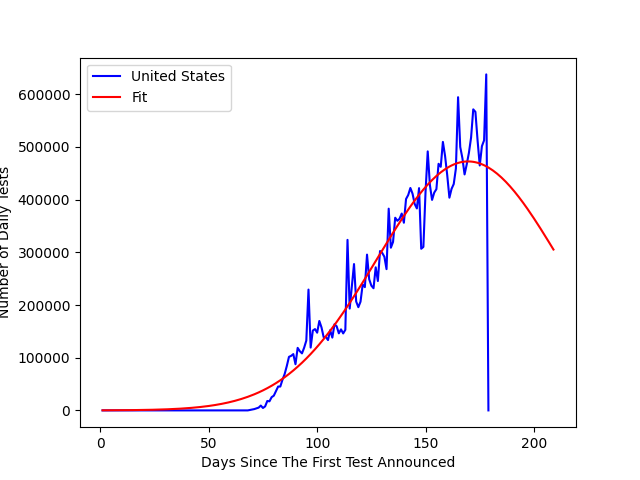 United States
Fit
Number of Daily Tests
600000
500000
400000
300000
200000
100000
0
0 50 100 150 200
Days Since The First Test Announced